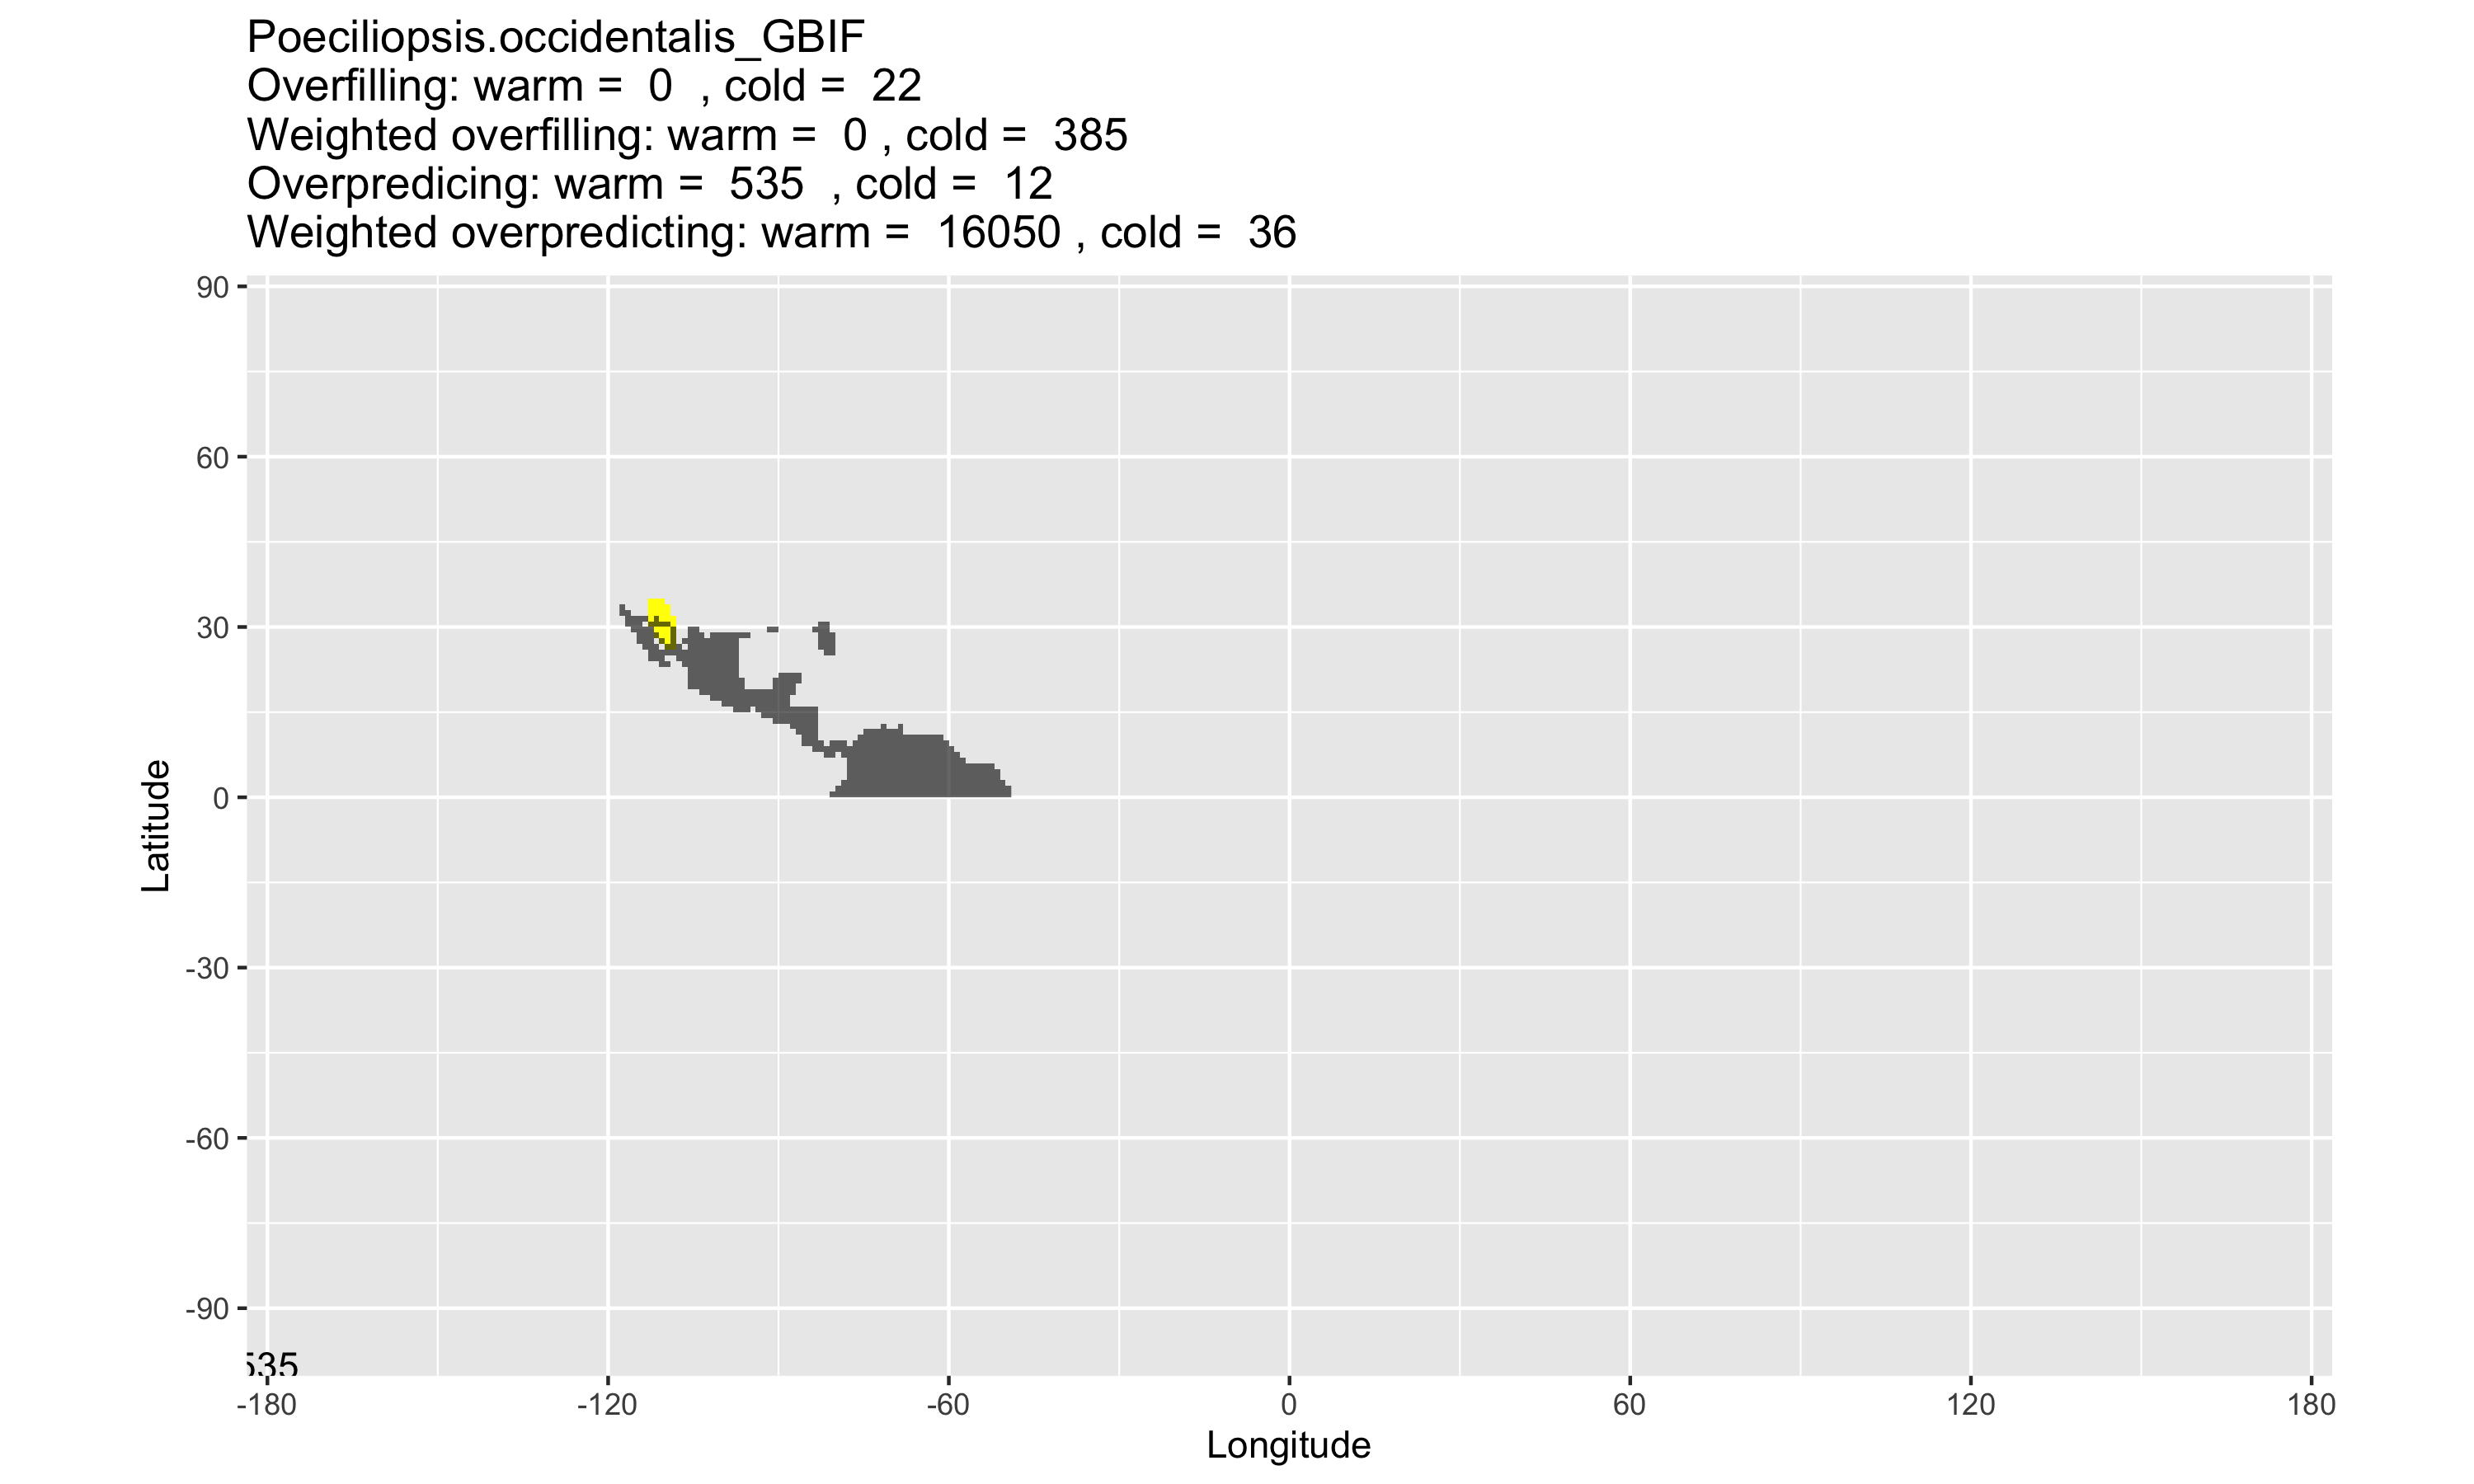 Poeciliopsis.occidentalis_GBIF
Overfilling: warm =  0  , cold =  22
Weighted overfilling: warm =  0 , cold =  385
Overpredicing: warm =  535  , cold =  12
Weighted overpredicting: warm =  16050 , cold =  36
90
60
30
0
-30
-60
-90
Latitude
535
-180 -120 -60 0 60 120 180
Longitude